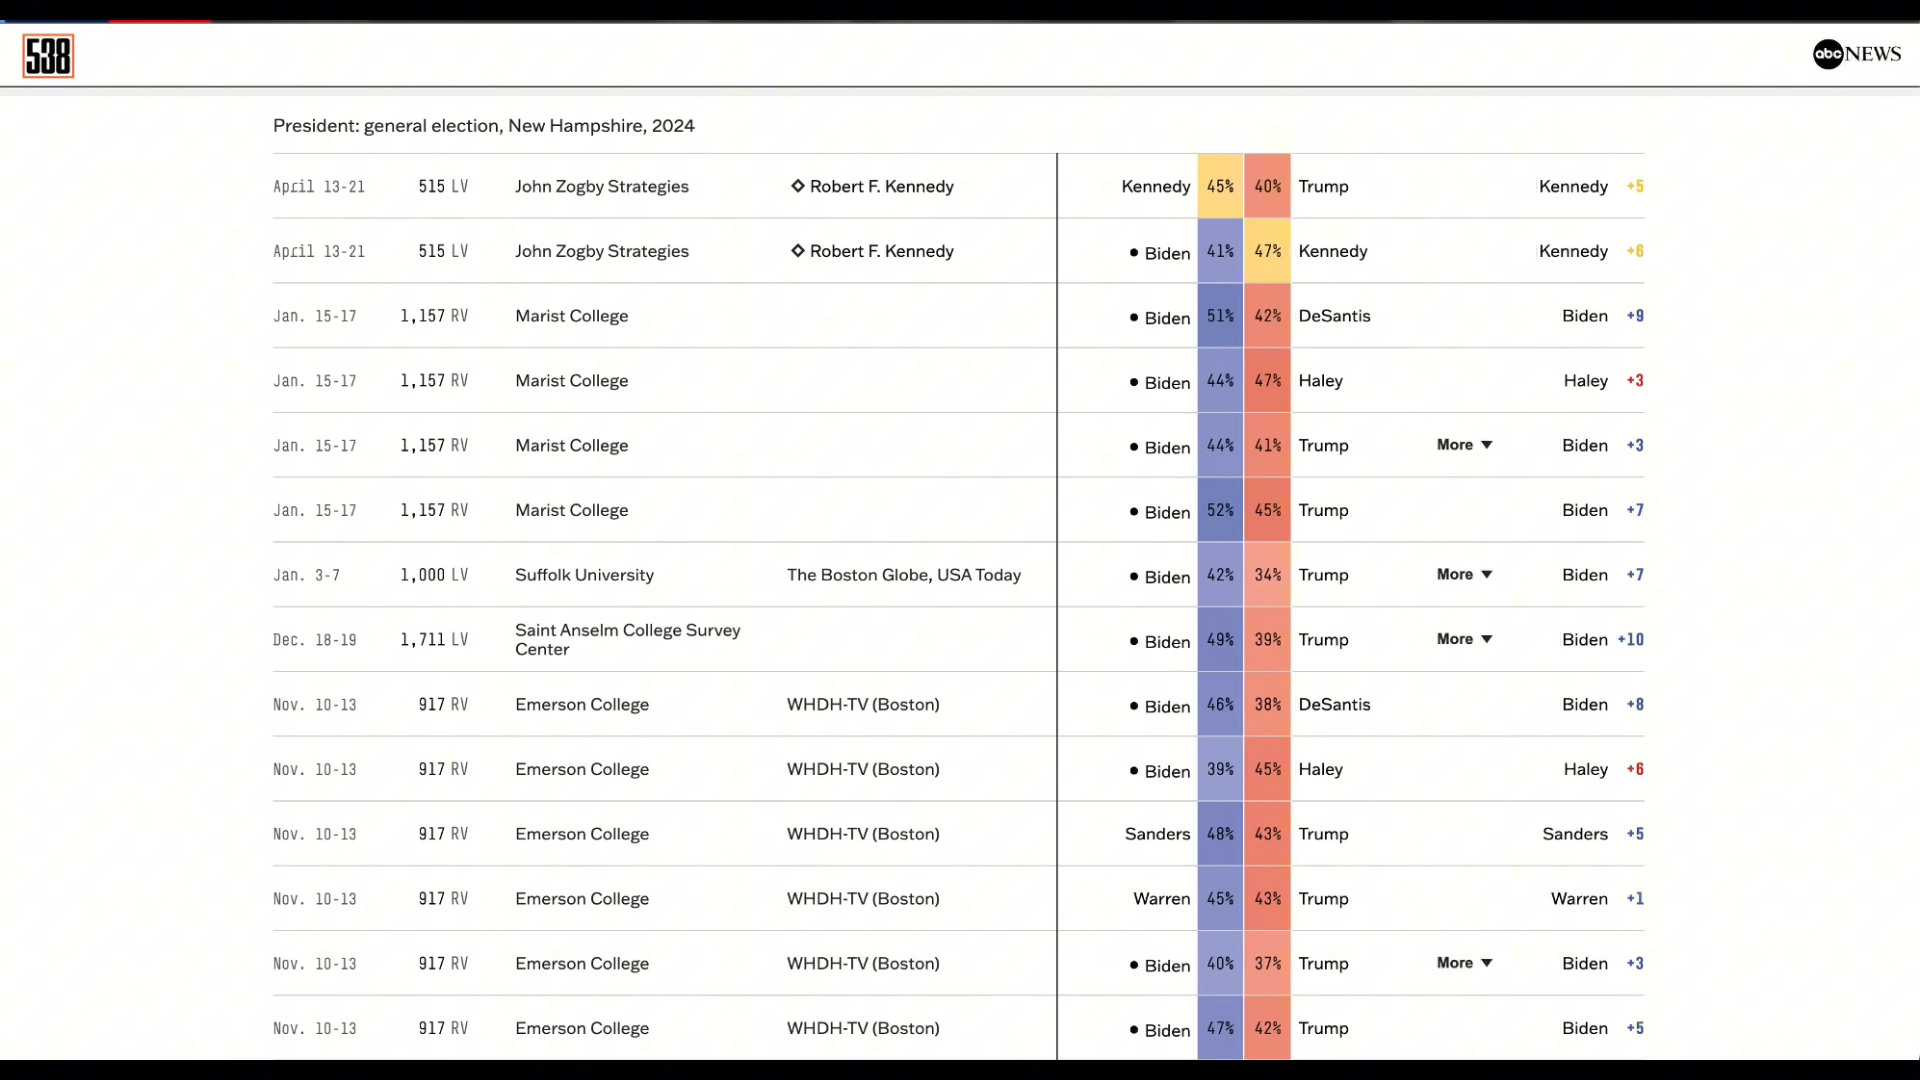 538
abc NEWS
President: general election, New Hampshire, 2024
April 13-21 515 LV John Zogby Strategies ◇ Robert F. Kennedy Kennedy 45% 40% Trump Kennedy +5
April 13-21 515 LV John Zogby Strategies ◇ Robert F. Kennedy ● Biden 41% 47% Kennedy Kennedy +6
Jan. 15-17 1,157 RV Marist College ● Biden 51% 42% DeSantis Biden +9
Jan. 15-17 1,157 RV Marist College ● Biden 44% 47% Haley Haley +3
Jan. 15-17 1,157 RV Marist College ● Biden 44% 41% Trump More ▼ Biden +3
Jan. 15-17 1,157 RV Marist College ● Biden 52% 45% Trump Biden +7
Jan. 3-7 1,000 LV Suffolk University The Boston Globe, USA Today ● Biden 42% 34% Trump More ▼ Biden +7
Dec. 18-19 1,711 LV Saint Anselm College Survey Center ● Biden 49% 39% Trump More ▼ Biden +10
Nov. 10-13 917 RV Emerson College WHDH-TV (Boston) ● Biden 46% 38% DeSantis Biden +8
Nov. 10-13 917 RV Emerson College WHDH-TV (Boston) ● Biden 39% 45% Haley Haley +6
Nov. 10-13 917 RV Emerson College WHDH-TV (Boston) Sanders 48% 43% Trump Sanders +5
Nov. 10-13 917 RV Emerson College WHDH-TV (Boston) Warren 45% 43% Trump Warren +1
Nov. 10-13 917 RV Emerson College WHDH-TV (Boston) ● Biden 40% 37% Trump More ▼ Biden +3
Nov. 10-13 917 RV Emerson College WHDH-TV (Boston) ● Biden 47% 42% Trump Biden +5